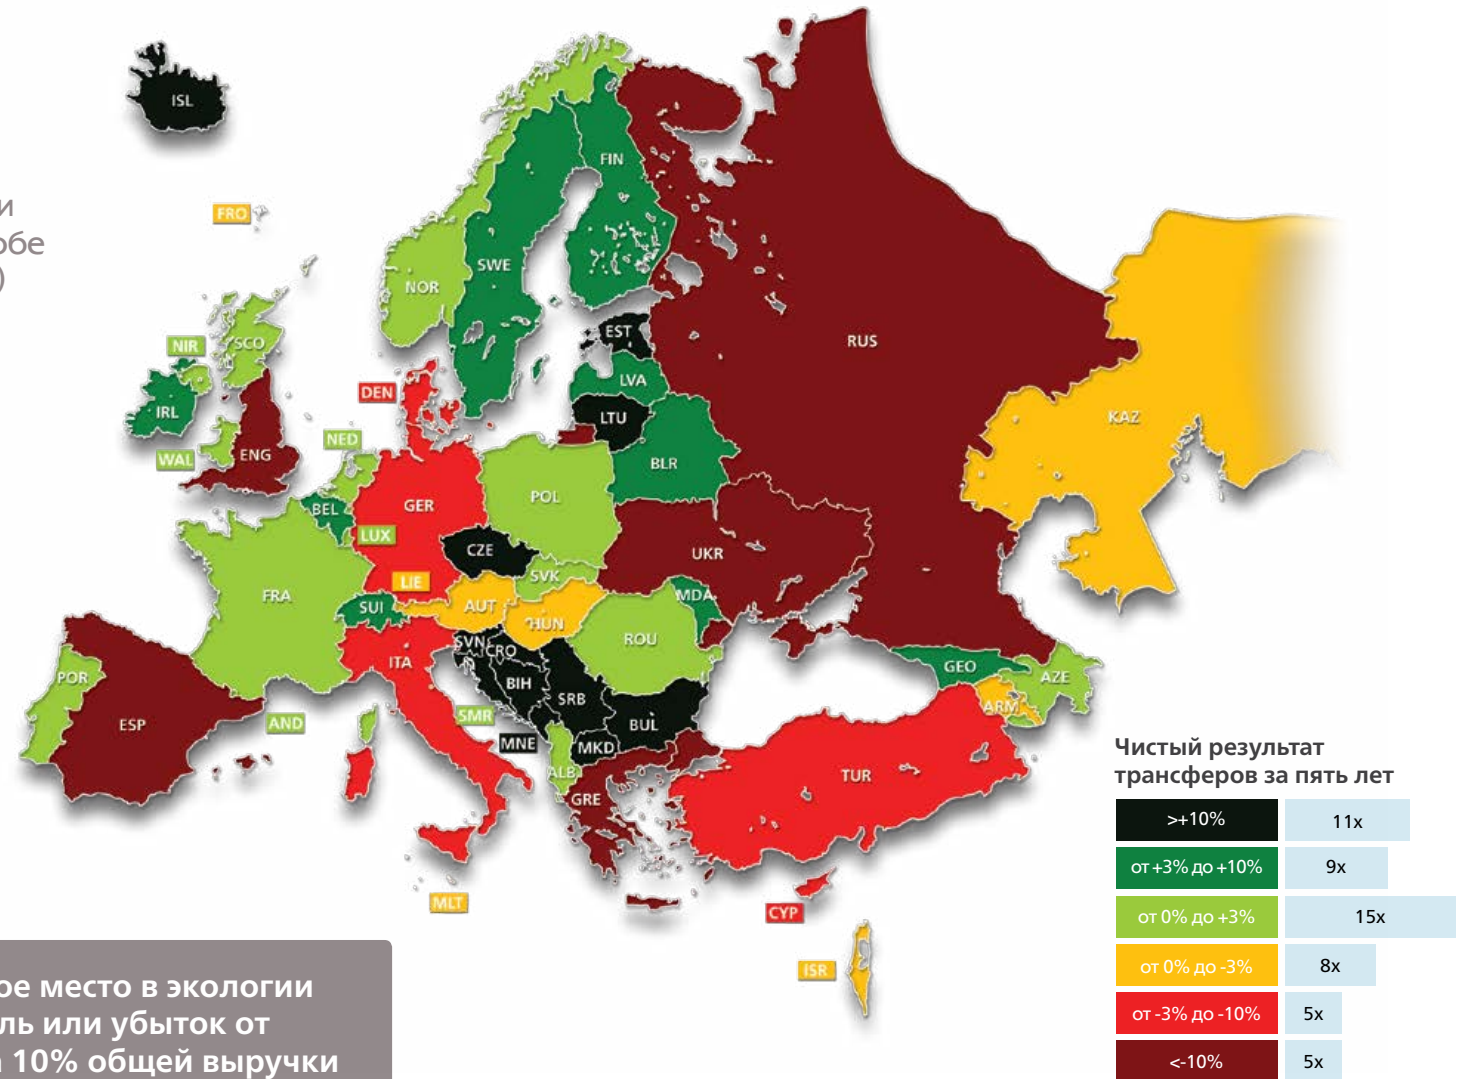 ISL
FIN
и
FRO
обе
SWE
)
NOR
EST
RUS
NIR
SCO
LVA
DEN
IRL
LTU
KAZ
NED
ENG
WAL
BLR
POL
GER
BEL
LUX
CZE
UKR
SVK
LIE
FRA
MDA
SUI
AUT
HUN
ROU
SVN
CRO
ITA
GEO
POR
AZE
BIH
SRB
ARM
SMR
AND
ESP
BUL
MNE
MKD
ALB
TUR
GRE
MLT
CYP
ISR
Чистый результат
трансферов за пять лет
>+10% 11x
от +3% до +10% 9x
от 0% до +3% 15x
от 0% до -3% 8x
от -3% до -10% 5x
<-10% 5x
ое место в экологии
ль или убыток от
10% общей выручки